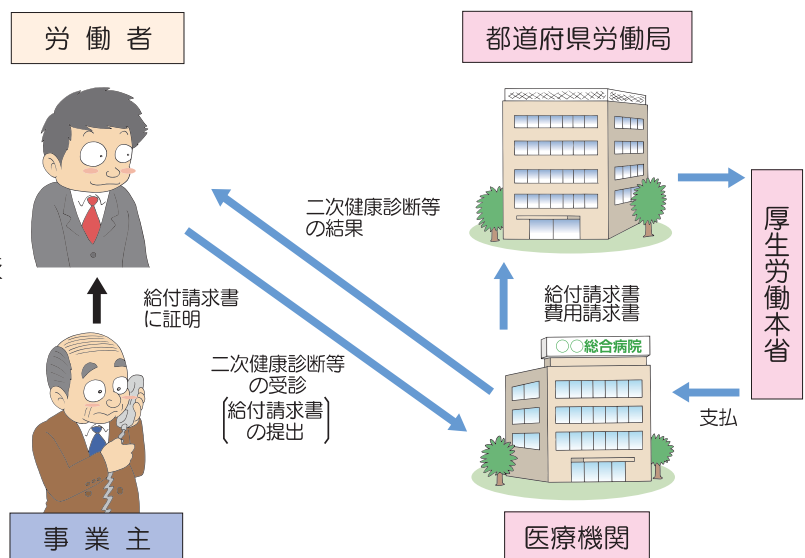 労働者
都道府県労働局
二次健康診断等
の結果
厚生労働本省
給付請求書
に証明
給付請求書
費用請求書
○○総合病院
二次健康診断等
の受診
給付請求書
の提出
支払
事業主
医療機関